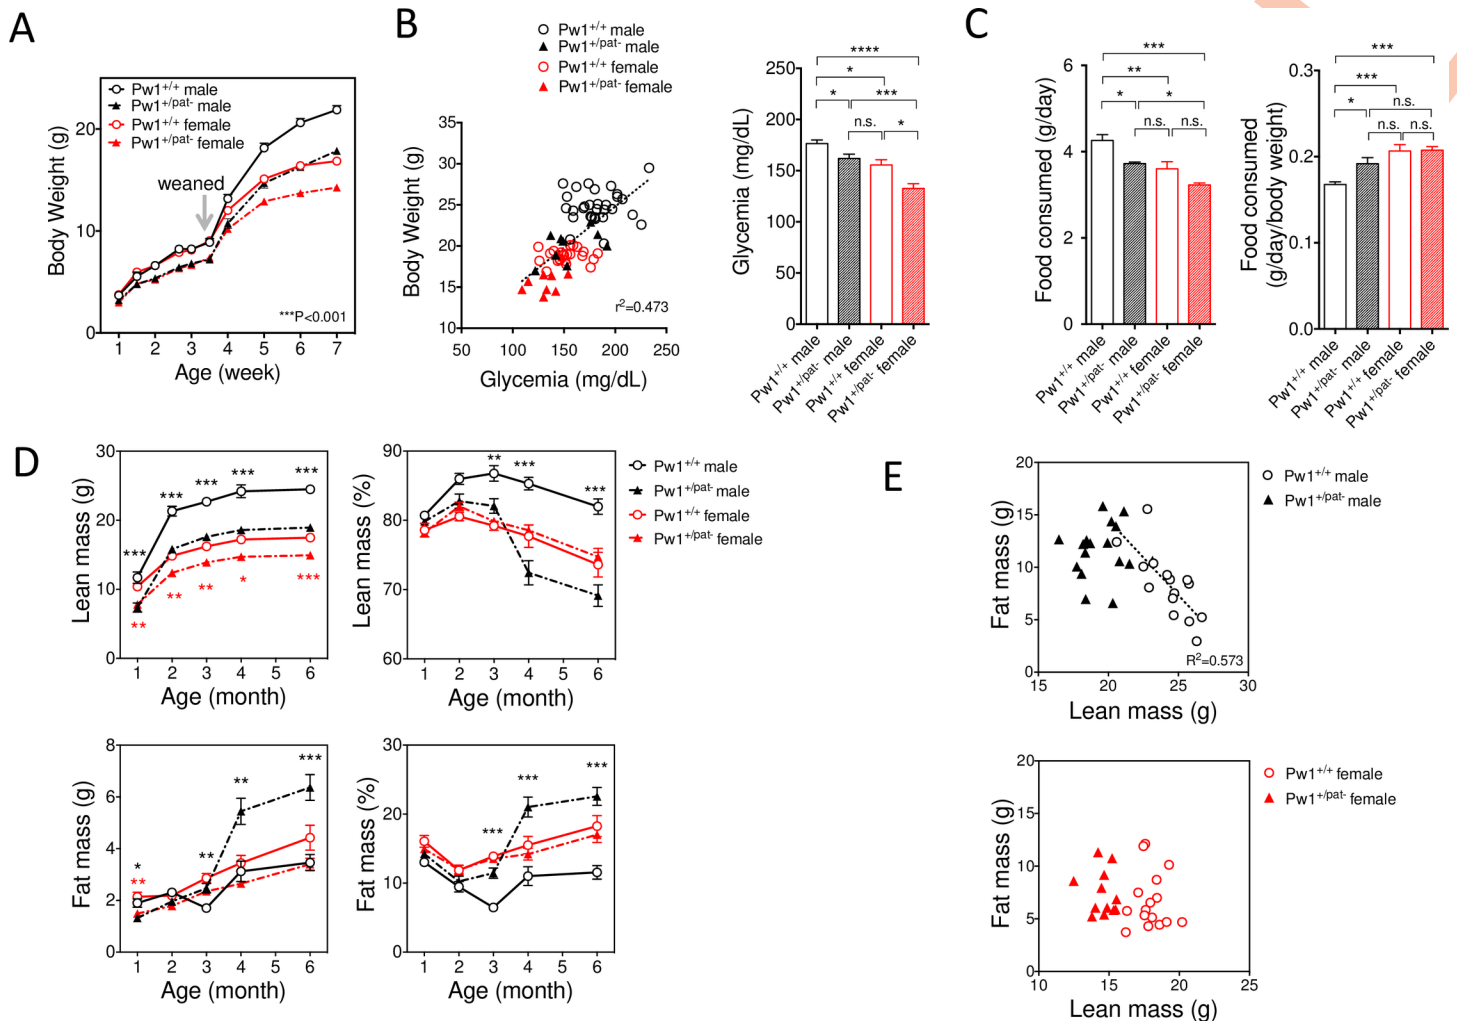 A
Pw1+/+ male
Pw1+/pat- male
Pw1+/+ female
Pw1+/pat- female
weaned
Body Weight (g)
20
10
0
***P<0.001
1 2 3 4 5 6 7
Age (week)
B
Pw1+/+ male
Pw1+/pat- male
Pw1+/+ female
Pw1+/pat- female
Body Weight (g)
35
30
25
20
15
10
r2=0.473
50 100 150 200 250
Glycemia (mg/dL)
****
*
* ***
n.s. *
Glycemia (mg/dL)
250
200
150
100
50
0
Pw1+/+ male
Pw1+/pat- male
Pw1+/+ female
Pw1+/pat- female
C
***
**
* *
n.s. n.s.
Food consumed (g/day)
6
4
2
0
Pw1+/+ male
Pw1+/pat- male
Pw1+/+ female
Pw1+/pat- female
***
***
* n.s.
n.s. n.s.
Food consumed
(g/day/body weight)
0.3
0.2
0.1
0.0
Pw1+/+ male
Pw1+/pat- male
Pw1+/+ female
Pw1+/pat- female
D
Lean mass (g)
30
20
10
0
*** *** *** *** ***
** ** ** * ***
1 2 3 4 5 6
Age (month)
Lean mass (%)
90
80
70
60
** *** ***
1 2 3 4 5 6
Age (month)
Pw1+/+ male
Pw1+/pat- male
Pw1+/+ female
Pw1+/pat- female
Fat mass (g)
8
6
4
2
0
* ** ** ***
**
1 2 3 4 5 6
Age (month)
Fat mass (%)
30
20
10
0
*** *** ***
1 2 3 4 5 6
Age (month)
E
Fat mass (g)
20
15
10
5
0
R2=0.573
15 20 25 30
Lean mass (g)
Pw1+/+ male
Pw1+/pat- male
Fat mass (g)
20
15
10
5
0
10 15 20 25
Lean mass (g)
Pw1+/+ female
Pw1+/pat- female